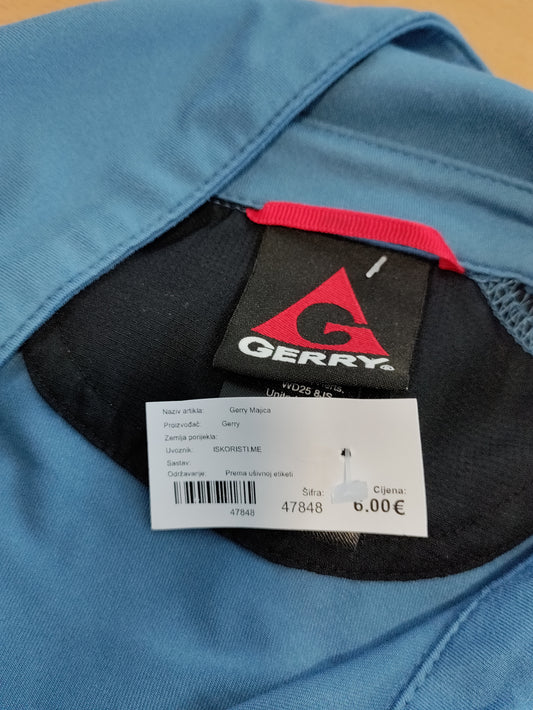 GERRY®
WD25 8JS
Naziv artikla: Gerry Majica
Proizvođač: Gerry
Zemlja porijekla:
Uvoznik: ISKORISTI.ME
Sastav:
Održavanje: Prema ušivnoj etiketi
Šifra: Cijena:
47848 47848 6.00€